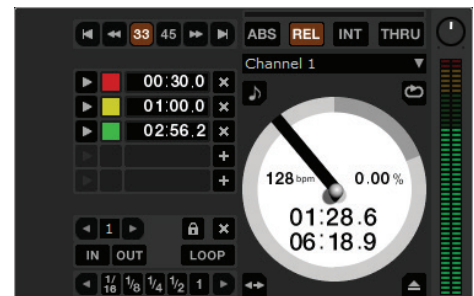 33 45 ABS REL INT THRU
Channel 1
00:30.0
01:00.0
02:56.2
128 bpm 0.00 %
01:28.6
06:18.9
1
IN OUT LOOP
1/16 1/8 1/4 1/2 1